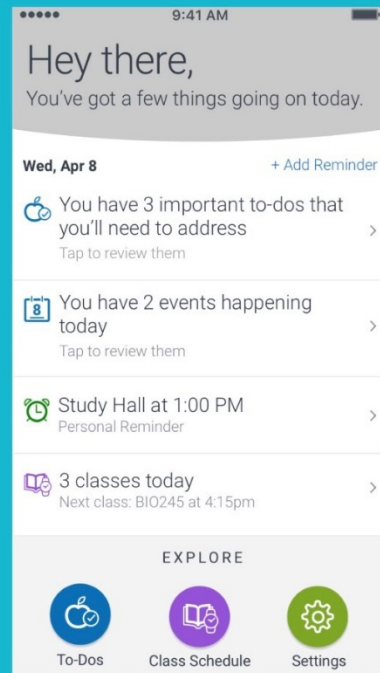 9:41 AM
Hey there,
You've got a few things going on today.
Wed, Apr 8
+ Add Reminder
You have 3 important to-dos that
you'll need to address
Tap to review them
8
You have 2 events happening
today
Tap to review them
Study Hall at 1:00 PM
Personal Reminder
3 classes today
Next class: BIO245 at 4:15pm
EXPLORE
To-Dos
Class Schedule
Settings